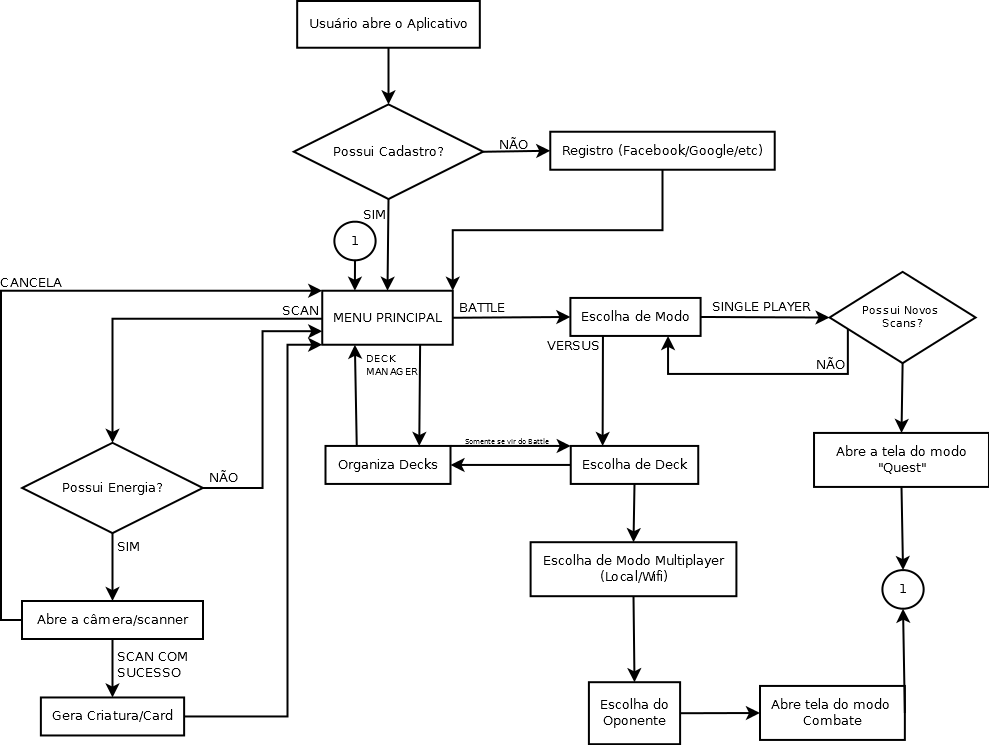 Usuário abre o Aplicativo
Possui Cadastro?
NÃO
Registro (Facebook/Google/etc)
SIM
1
CANCELA
SCAN
MENU PRINCIPAL
BATTLE
Escolha de Modo
SINGLE PLAYER
Possui Novos
Scans?
VERSUS
NÃO
DECK
MANAGER
Somente se vir do Battle
Organiza Decks
Escolha de Deck
Abre a tela do modo
"Quest"
Possui Energia?
NÃO
SIM
Escolha de Modo Multiplayer
(Local/Wifi)
1
Abre a câmera/scanner
SCAN COM
SUCESSO
Gera Criatura/Card
Escolha do
Oponente
Abre tela do modo
Combate